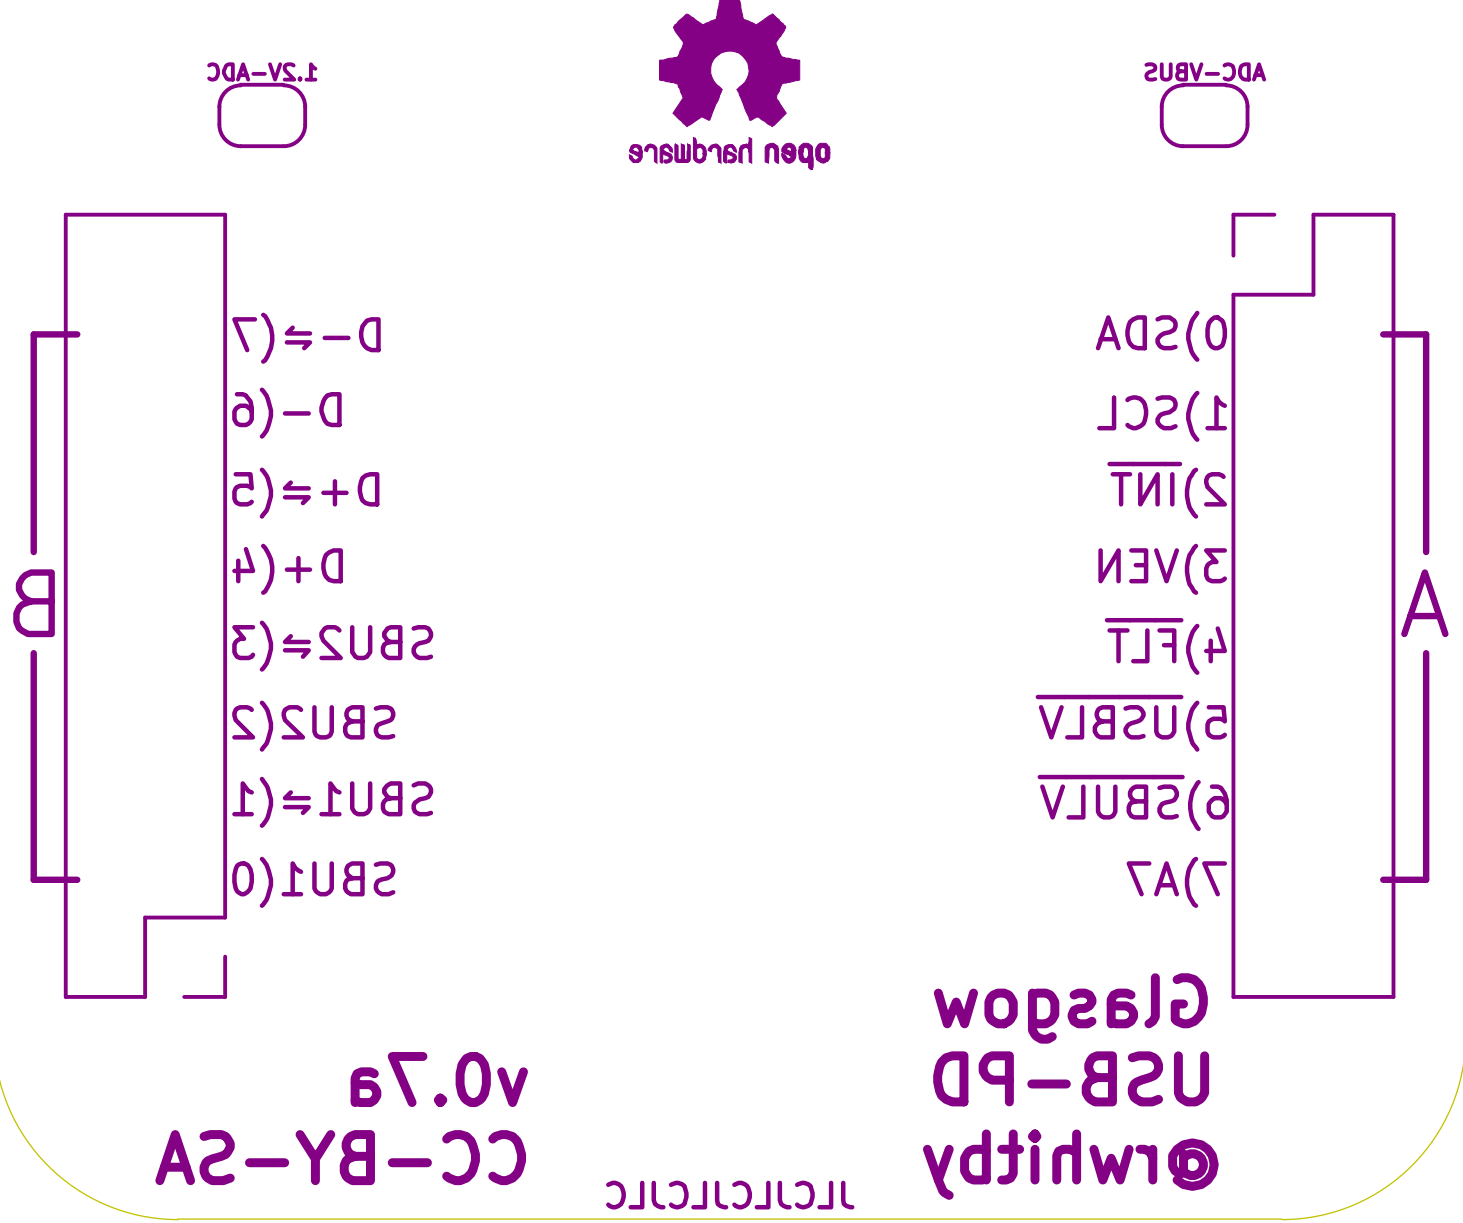 ADC-VBUS
1.2V-ADC
open hardware
0)SDA
1)SCL
2)INT
3)VEN
4)FLT
5)USBLV
6)SBULV
7)A7
A
D-⇌(7
D-(6
D+⇌(5
D+(4
SBU2⇌(3
SBU2(2
SBU1⇌(1
SBU1(0
B
Glasgow
USB-PD
@rwhitby
v0.7a
CC-BY-SA
JLCJLCJLCJLC